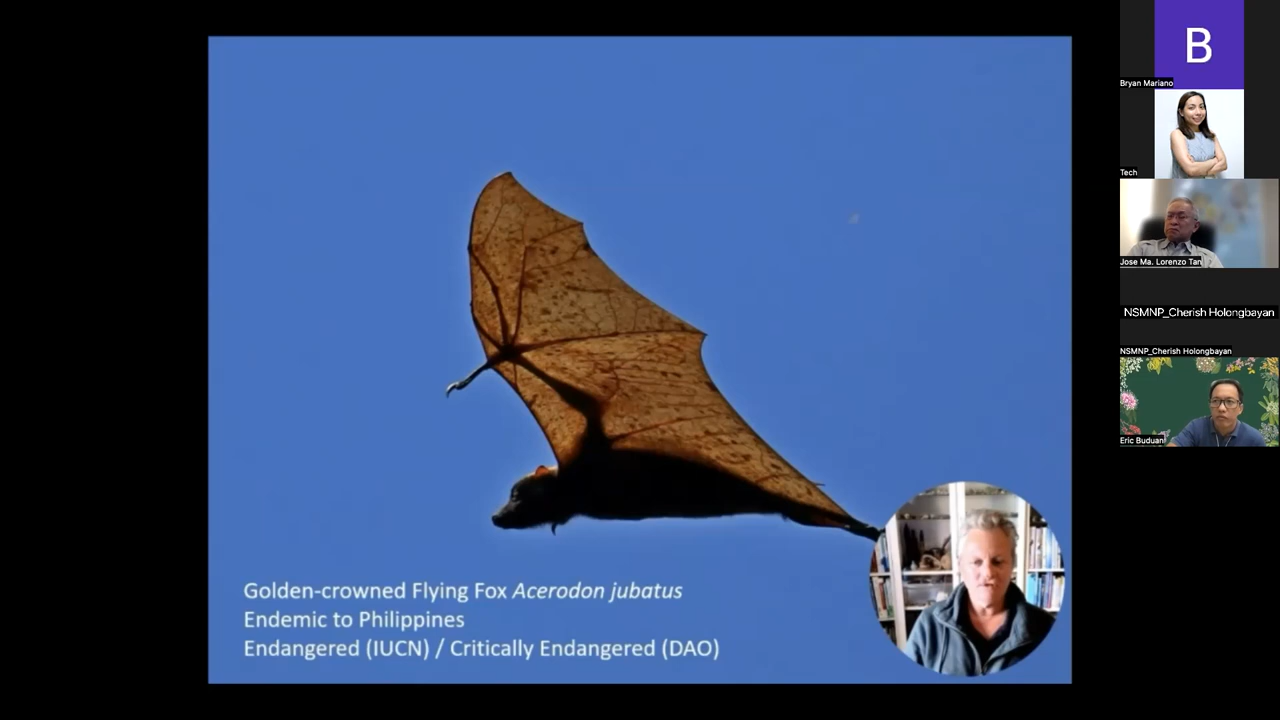 Golden-crowned Flying Fox Acerodon jubatus
Endemic to Philippines
Endangered (IUCN) / Critically Endangered (DAO)
B
Bryan Mariano
Tech
Jose Ma. Lorenzo Tan
NSMNP_Cherish Holongbayan
NSMNP_Cherish Holongbayan
Eric Buduan